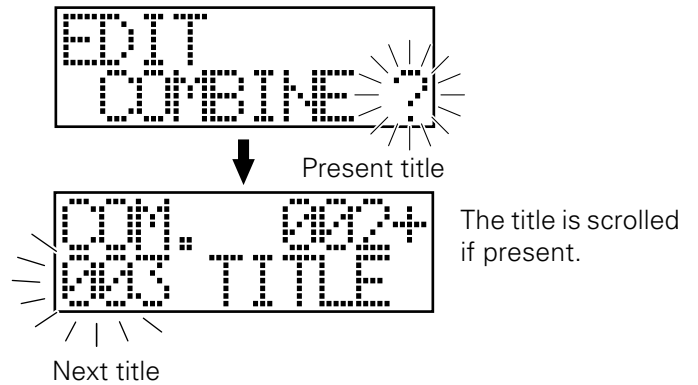 EDIT
COMBINE ?
Present title
COM. 002+
003 TITLE
The title is scrolled
if present.
Next title